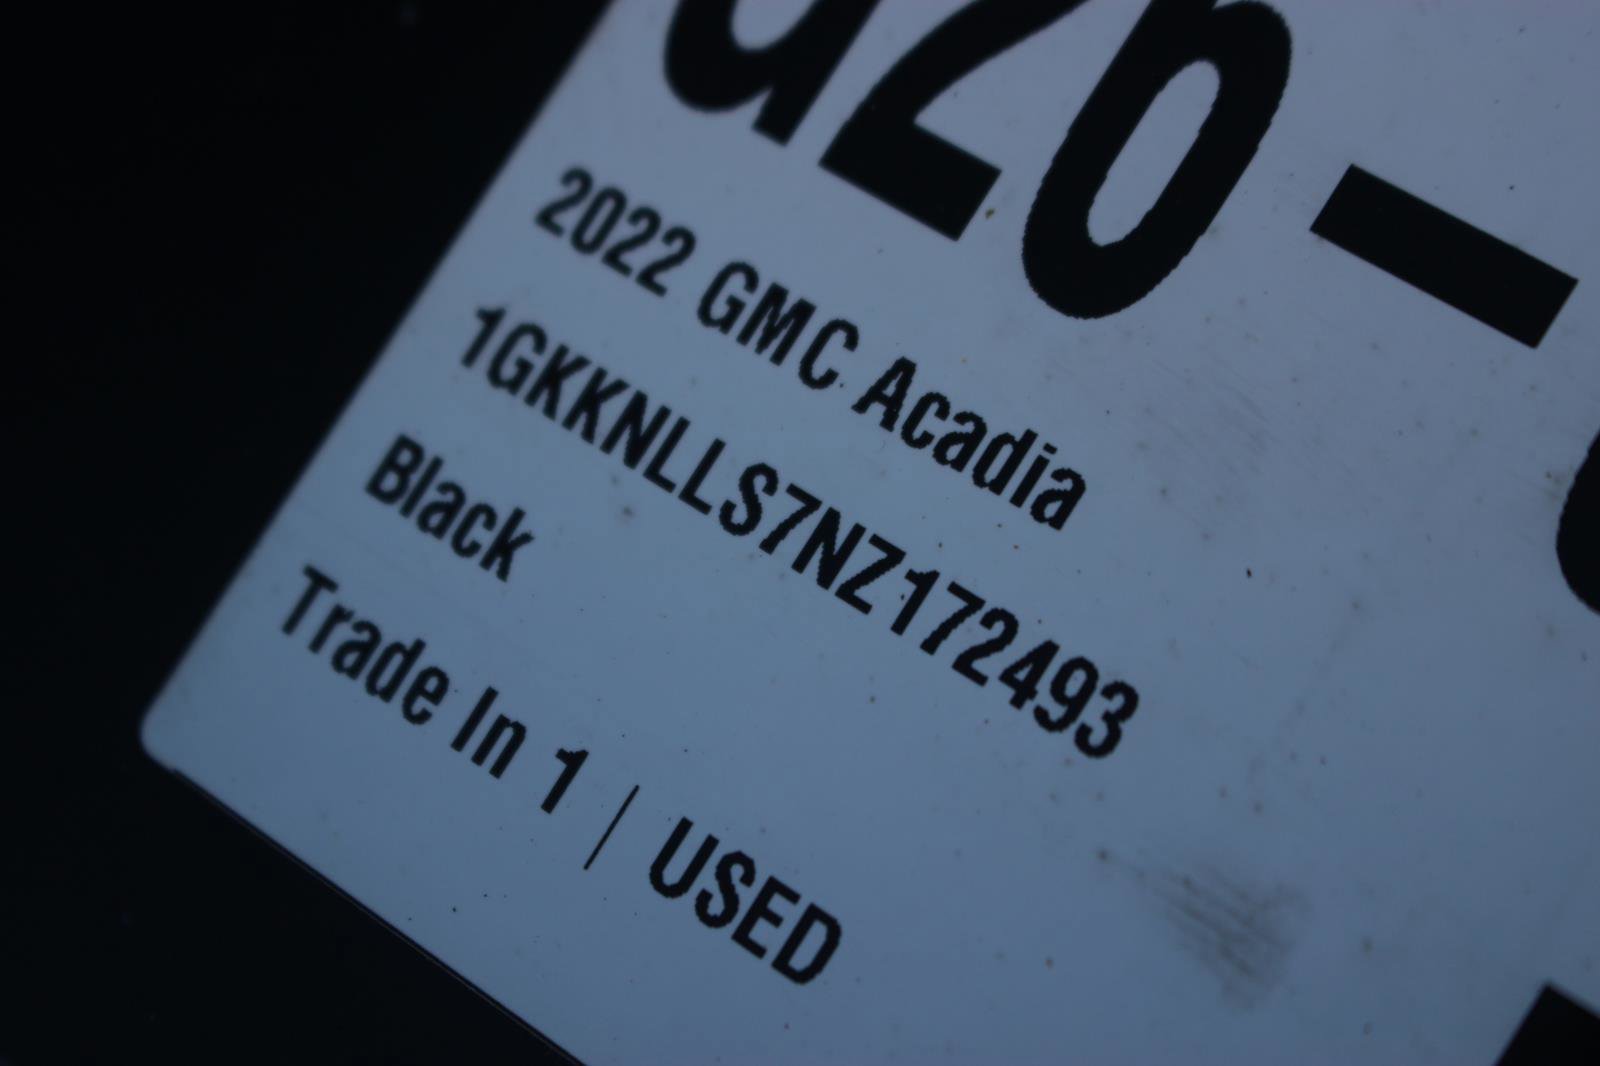 2022 GMC Acadia
1GKKNLLS7NZ172493
Black
Trade In 1 | USED